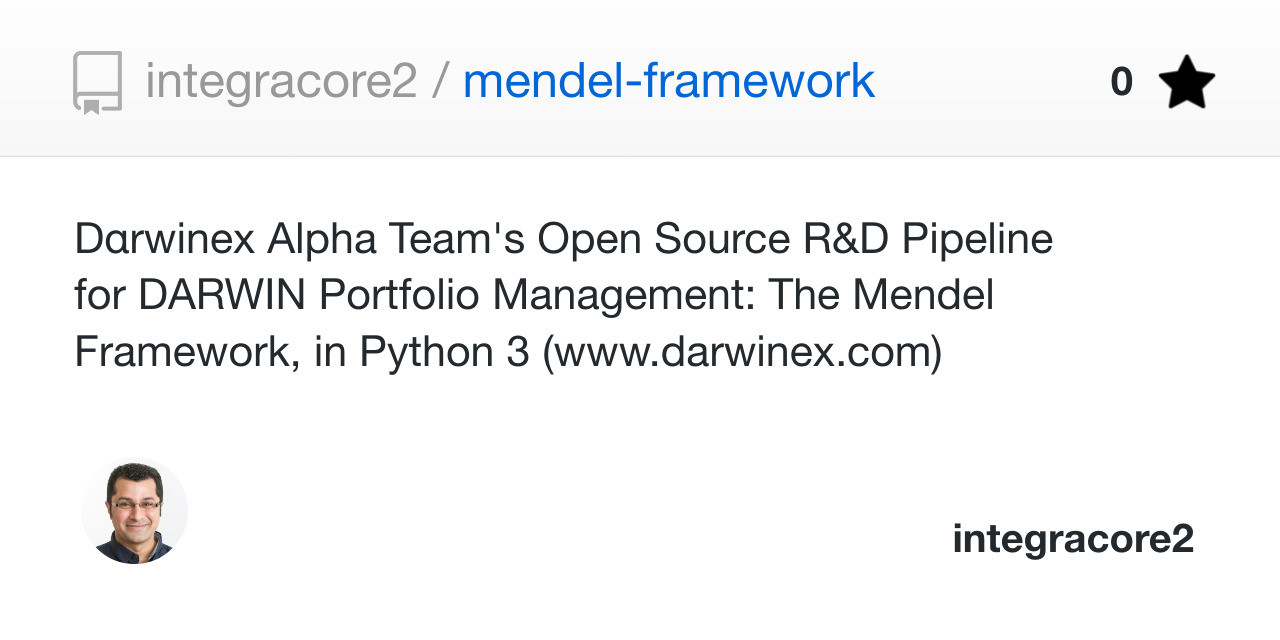 integracore2 / mendel-framework 0
Darwinex Alpha Team's Open Source R&D Pipeline
for DARWIN Portfolio Management: The Mendel
Framework, in Python 3 (www.darwinex.com)
integracore2